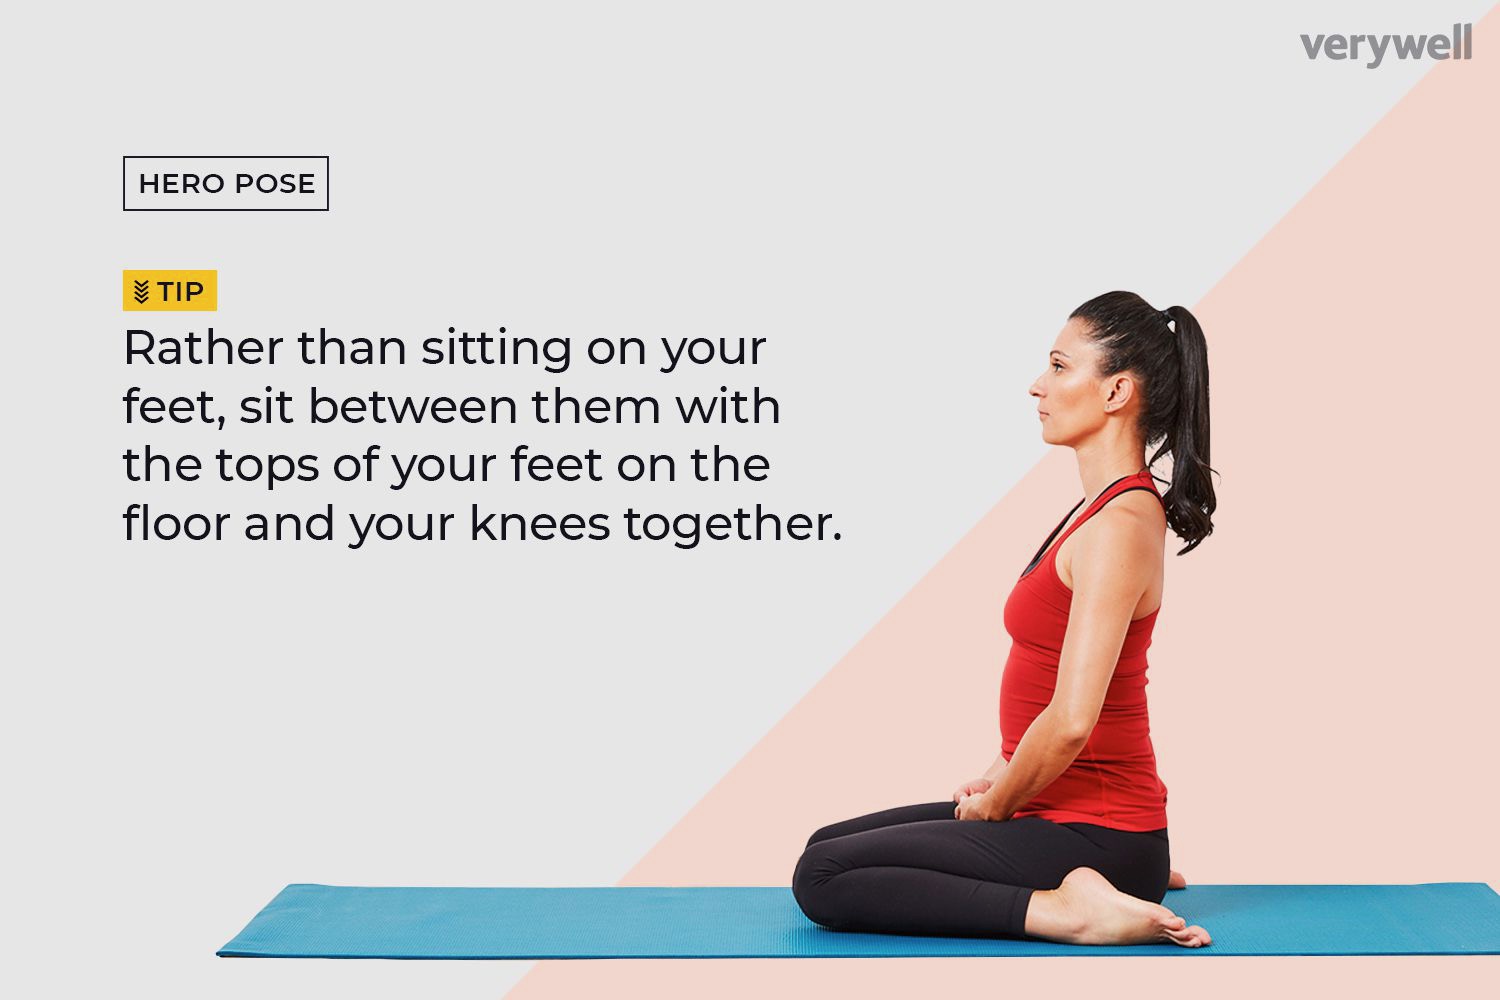 verywell
HERO POSE
TIP
Rather than sitting on your
feet, sit between them with
the tops of your feet on the
floor and your knees together.